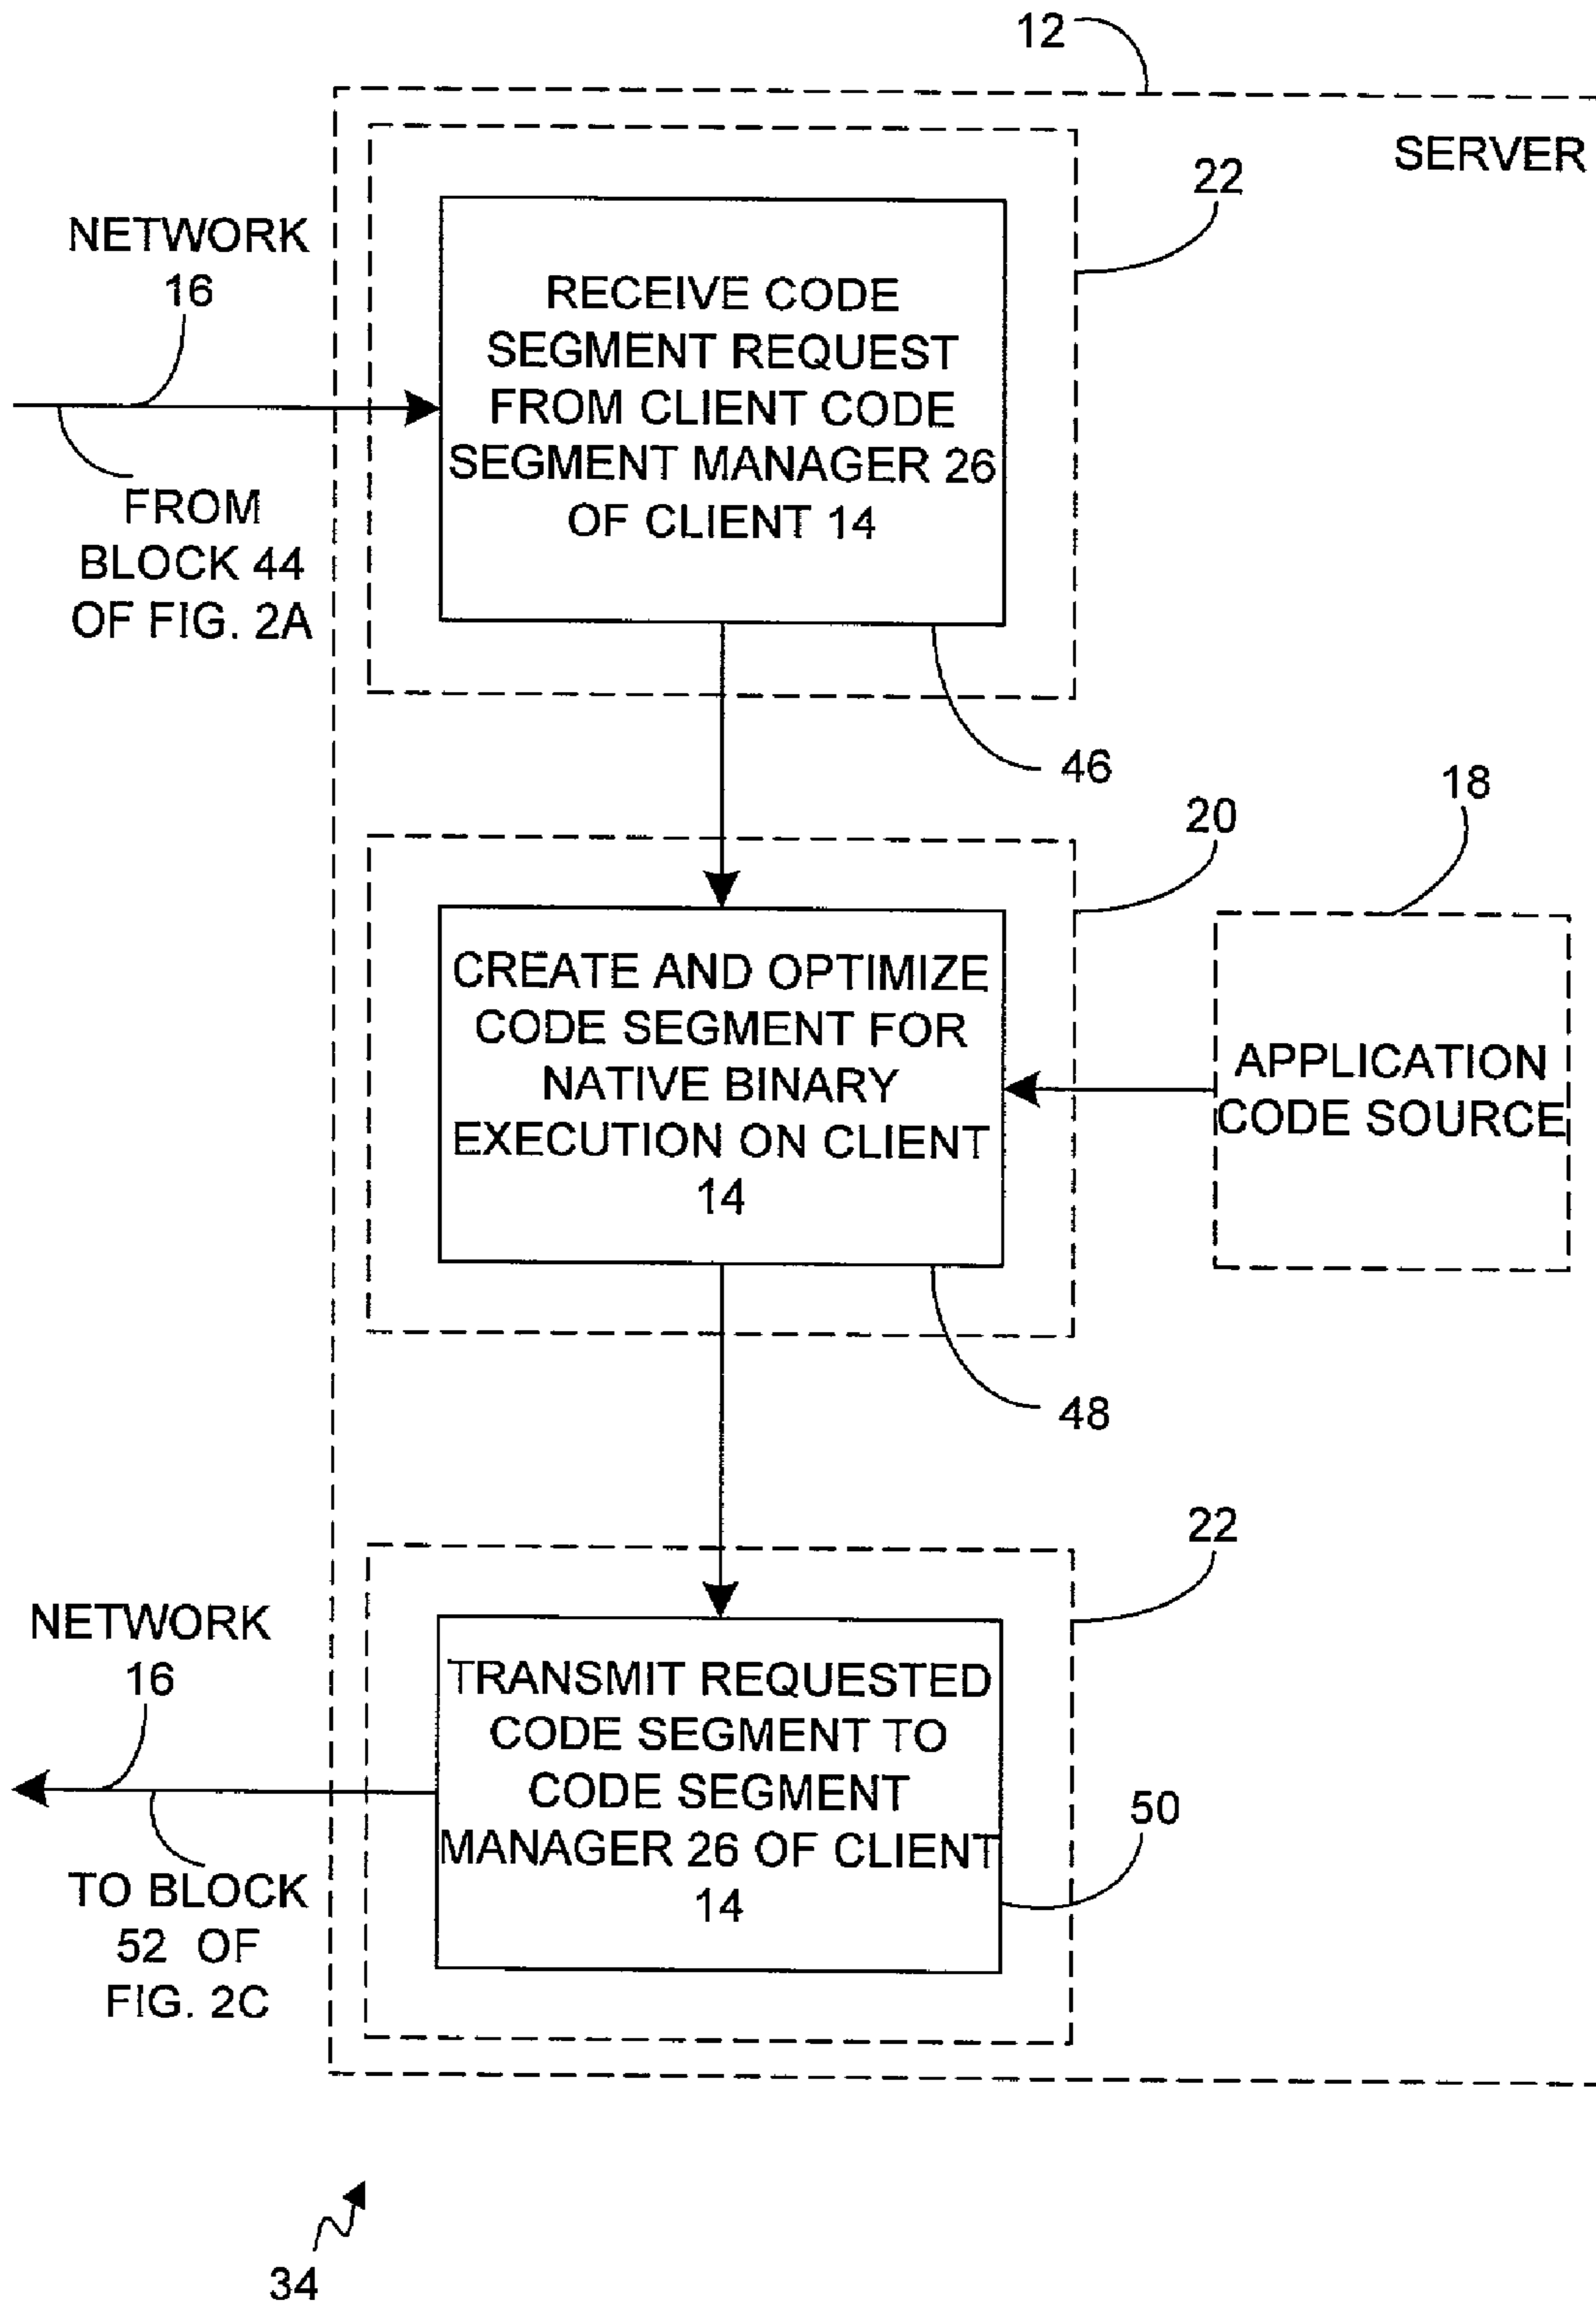 12
SERVER
22
NETWORK
16
RECEIVE CODE
SEGMENT REQUEST
FROM CLIENT CODE
SEGMENT MANAGER 26
OF CLIENT 14
FROM
BLOCK 44
OF FIG. 2A
46
20
18
CREATE AND OPTIMIZE
CODE SEGMENT FOR
NATIVE BINARY
EXECUTION ON CLIENT
14
APPLICATION
CODE SOURCE
48
22
NETWORK
16
TRANSMIT REQUESTED
CODE SEGMENT TO
CODE SEGMENT
MANAGER 26 OF CLIENT
14
50
TO BLOCK
52 OF
FIG. 2C
34